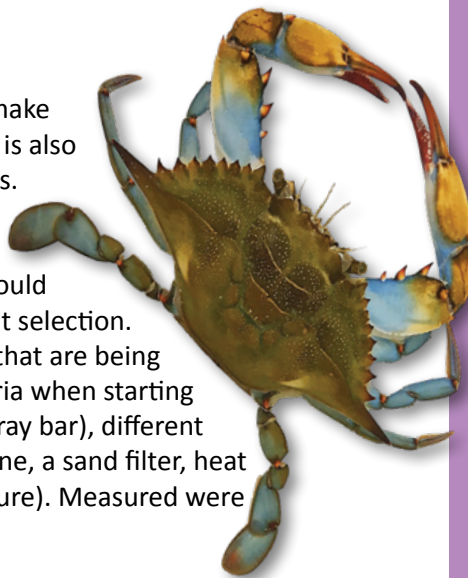 make
is also
s.
ould
t selection.
that are being
ria when starting
ray bar), different
ne, a sand filter, heat
ure). Measured were